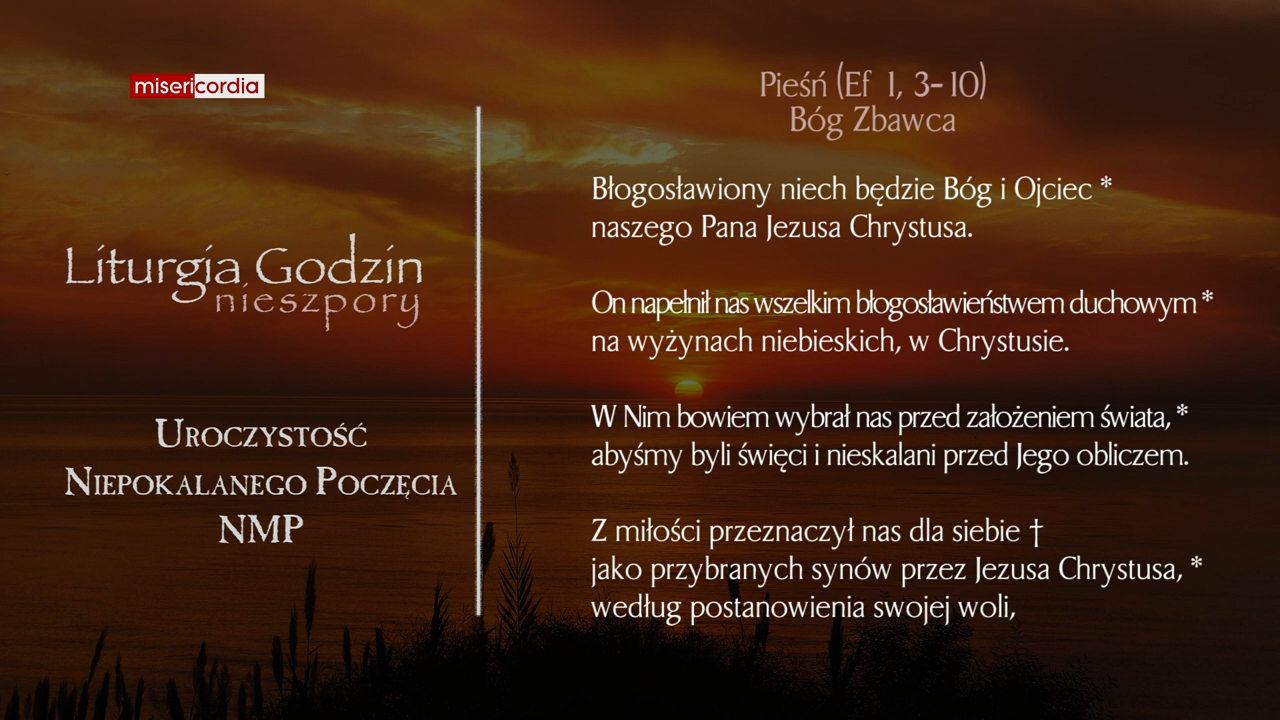 misericordia
Liturgia Godzin
nieszpory
Uroczystość
Niepokalanego Poczęcia
NMP
Pieśń (Ef 1, 3-10)
Bóg Zbawca
Błogosławiony niech będzie Bóg i Ojciec *
naszego Pana Jezusa Chrystusa.
On napełnił nas wszelkim błogosławieństwem duchowym *
na wyżynach niebieskich, w Chrystusie.
W Nim bowiem wybrał nas przed założeniem świata, *
abyśmy byli święci i nieskalani przed Jego obliczem.
Z miłości przeznaczył nas dla siebie †
jako przybranych synów przez Jezusa Chrystusa, *
według postanowienia swojej woli,